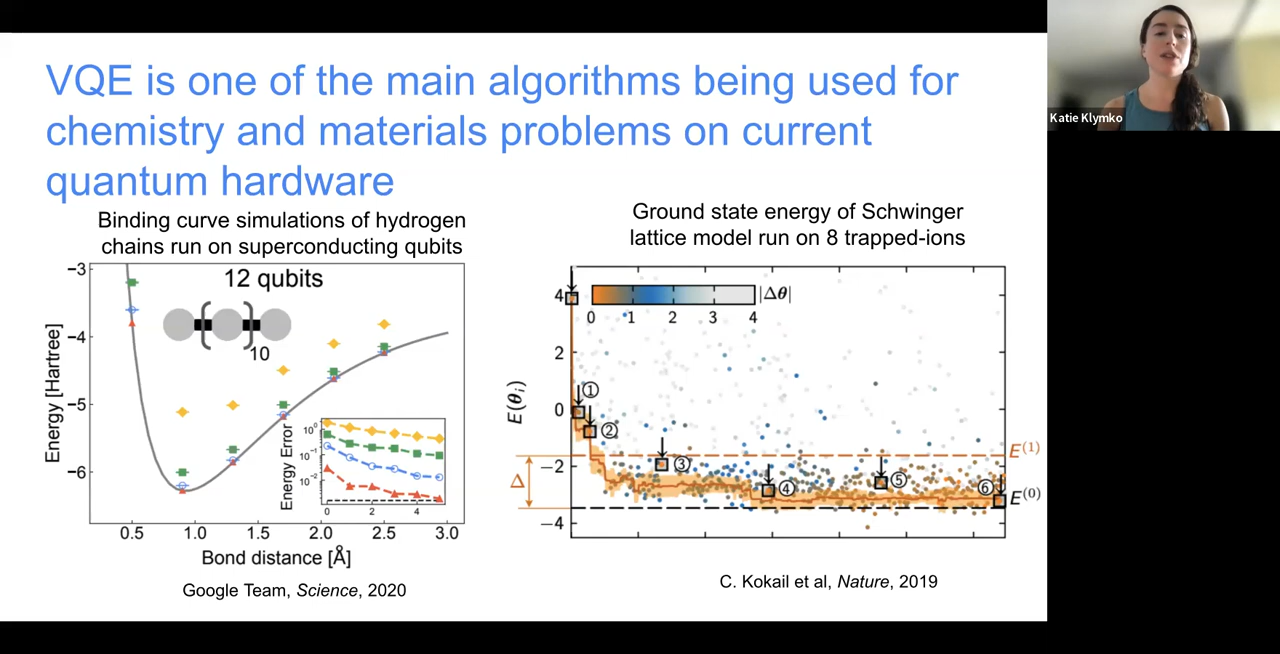 VQE is one of the main algorithms being used for
chemistry and materials problems on current
quantum hardware
Katie Klymko
Binding curve simulations of hydrogen
chains run on superconducting qubits
12 qubits
10
Energy [Hartree]
−3
−4
−5
−6
0.5 1.0 1.5 2.0 2.5 3.0
Bond distance [Å]
Energy Error
10⁰
10⁻¹
10⁻²
0 2 4
Google Team, Science, 2020
Ground state energy of Schwinger
lattice model run on 8 trapped-ions
|Δθ|
0 1 2 3 4
E(θᵢ)
4
2
0
−2
−4
Δ
①
②
③
④
⑤
⑥
E⁽¹⁾
E⁽⁰⁾
C. Kokail et al, Nature, 2019